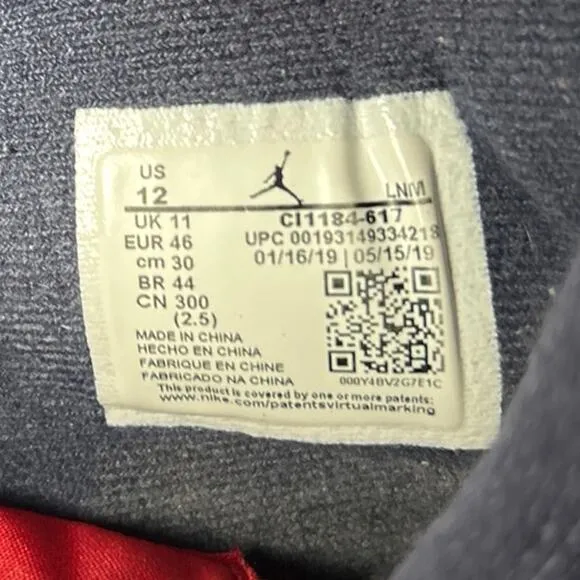 US
12
LNM
UK 11
CI1184-617
EUR 46
UPC 00193149334218
cm 30
01/16/19 | 05/15/19
BR 44
CN 300
(2.5)
MADE IN CHINA
HECHO EN CHINA
FABRIQUE EN CHINE
FABRICADO NA CHINA
000Y4BV2G7E1C
This product is covered by one or more patents:
www.nike.com/patentsvirtualmarking